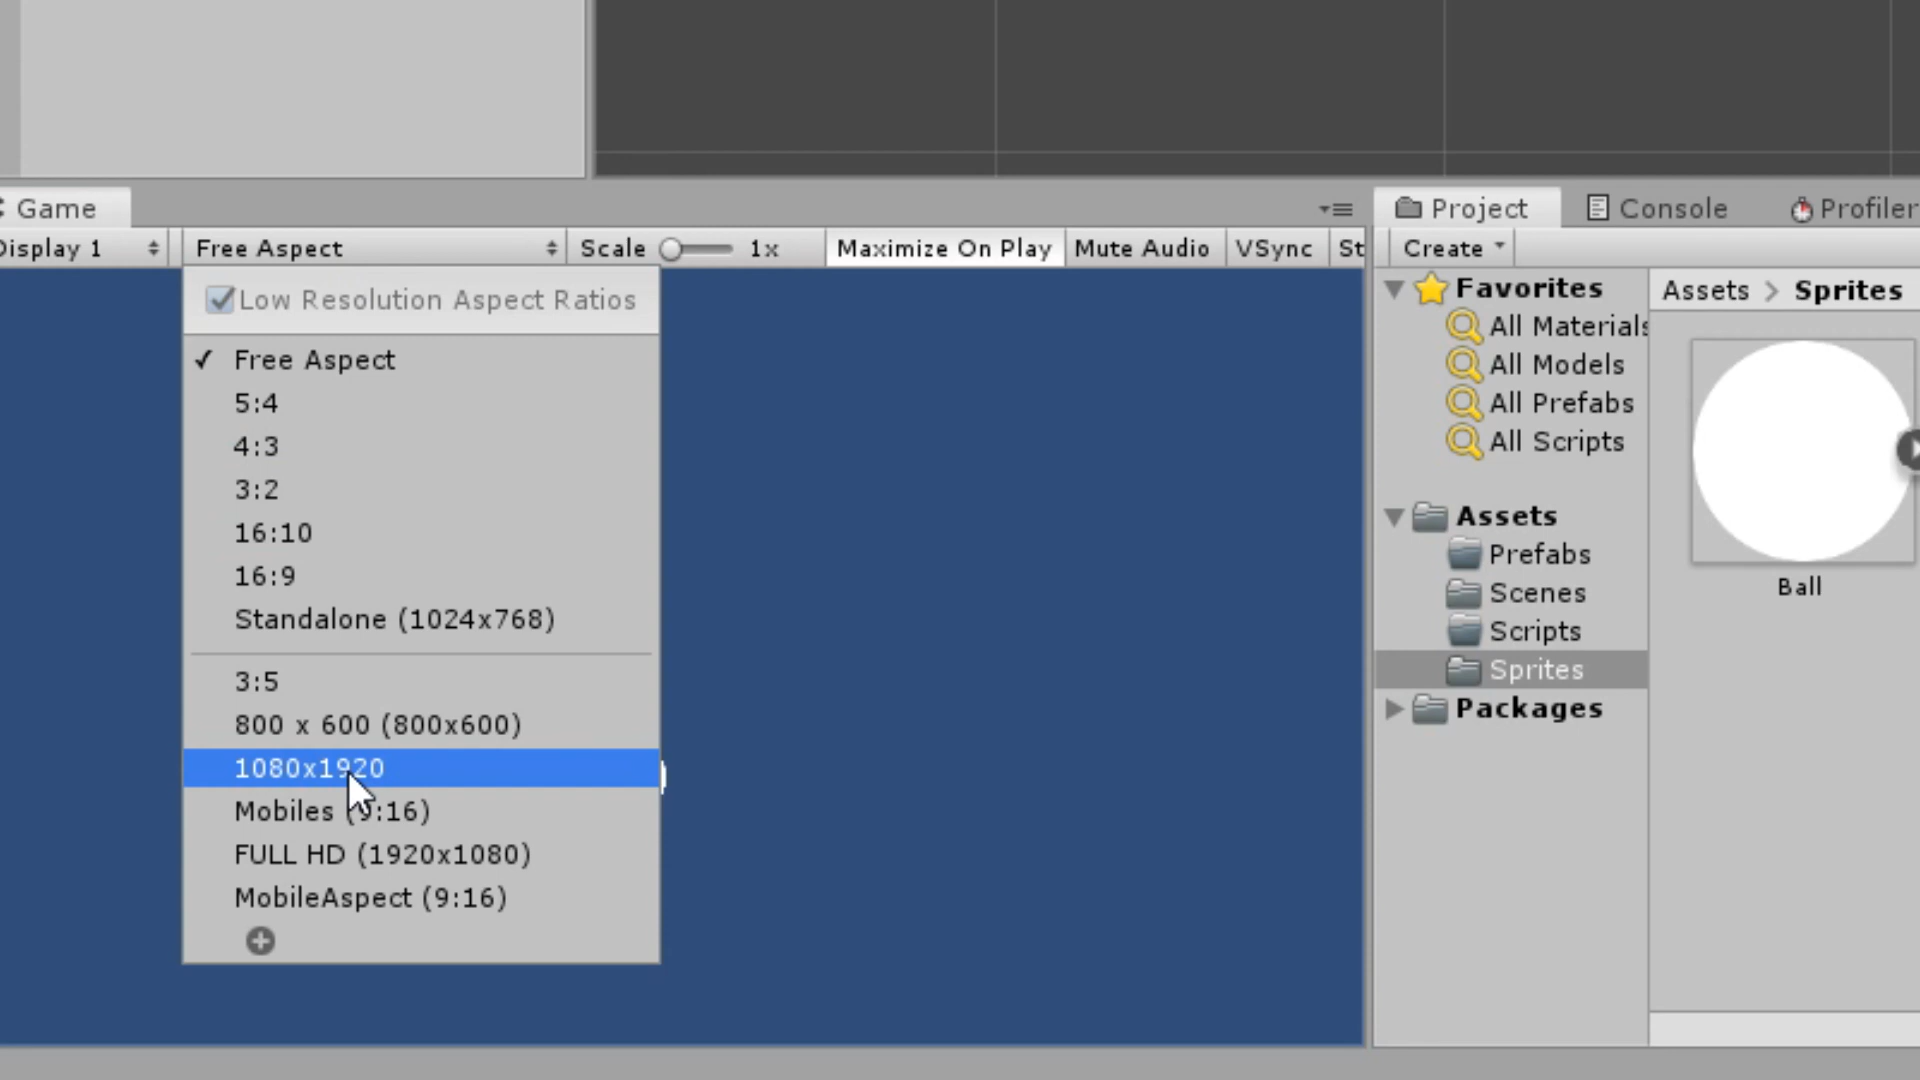 Game
Display 1
Free Aspect
Scale
1x
Maximize On Play
Mute Audio
VSync
St
Low Resolution Aspect Ratios
Free Aspect
5:4
4:3
3:2
16:10
16:9
Standalone (1024x768)
3:5
800 x 600 (800x600)
1080x1920
Mobiles (9:16)
FULL HD (1920x1080)
MobileAspect (9:16)
Project
Console
Profiler
Create
Favorites
All Materials
All Models
All Prefabs
All Scripts
Assets
Prefabs
Scenes
Scripts
Sprites
Packages
Assets > Sprites
Ball